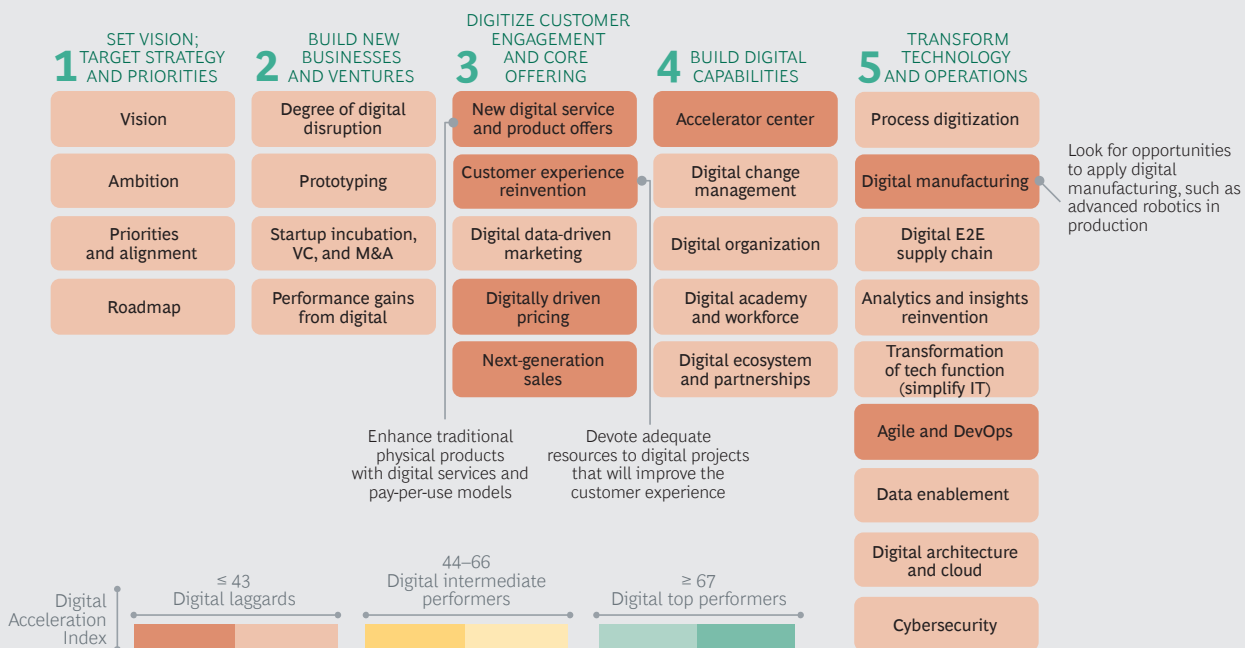 1
SET VISION;
TARGET STRATEGY
AND PRIORITIES
Vision
Ambition
Priorities
and alignment
Roadmap
2
BUILD NEW
BUSINESSES
AND VENTURES
Degree of digital
disruption
Prototyping
Startup incubation,
VC, and M&A
Performance gains
from digital
3
DIGITIZE CUSTOMER
ENGAGEMENT
AND CORE
OFFERING
New digital service
and product offers
Customer experience
reinvention
Digital data-driven
marketing
Digitally driven
pricing
Next-generation
sales
4
BUILD DIGITAL
CAPABILITIES
Accelerator center
Digital change
management
Digital organization
Digital academy
and workforce
Digital ecosystem
and partnerships
5
TRANSFORM
TECHNOLOGY
AND OPERATIONS
Process digitization
Digital manufacturing
Digital E2E
supply chain
Analytics and insights
reinvention
Transformation
of tech function
(simplify IT)
Agile and DevOps
Data enablement
Digital architecture
and cloud
Cybersecurity
Look for opportunities
to apply digital
manufacturing, such as
advanced robotics in
production
Enhance traditional
physical products
with digital services and
pay-per-use models
Devote adequate
resources to digital projects
that will improve the
customer experience
Digital
Acceleration
Index
≤ 43
Digital laggards
44–66
Digital intermediate
performers
≥ 67
Digital top performers